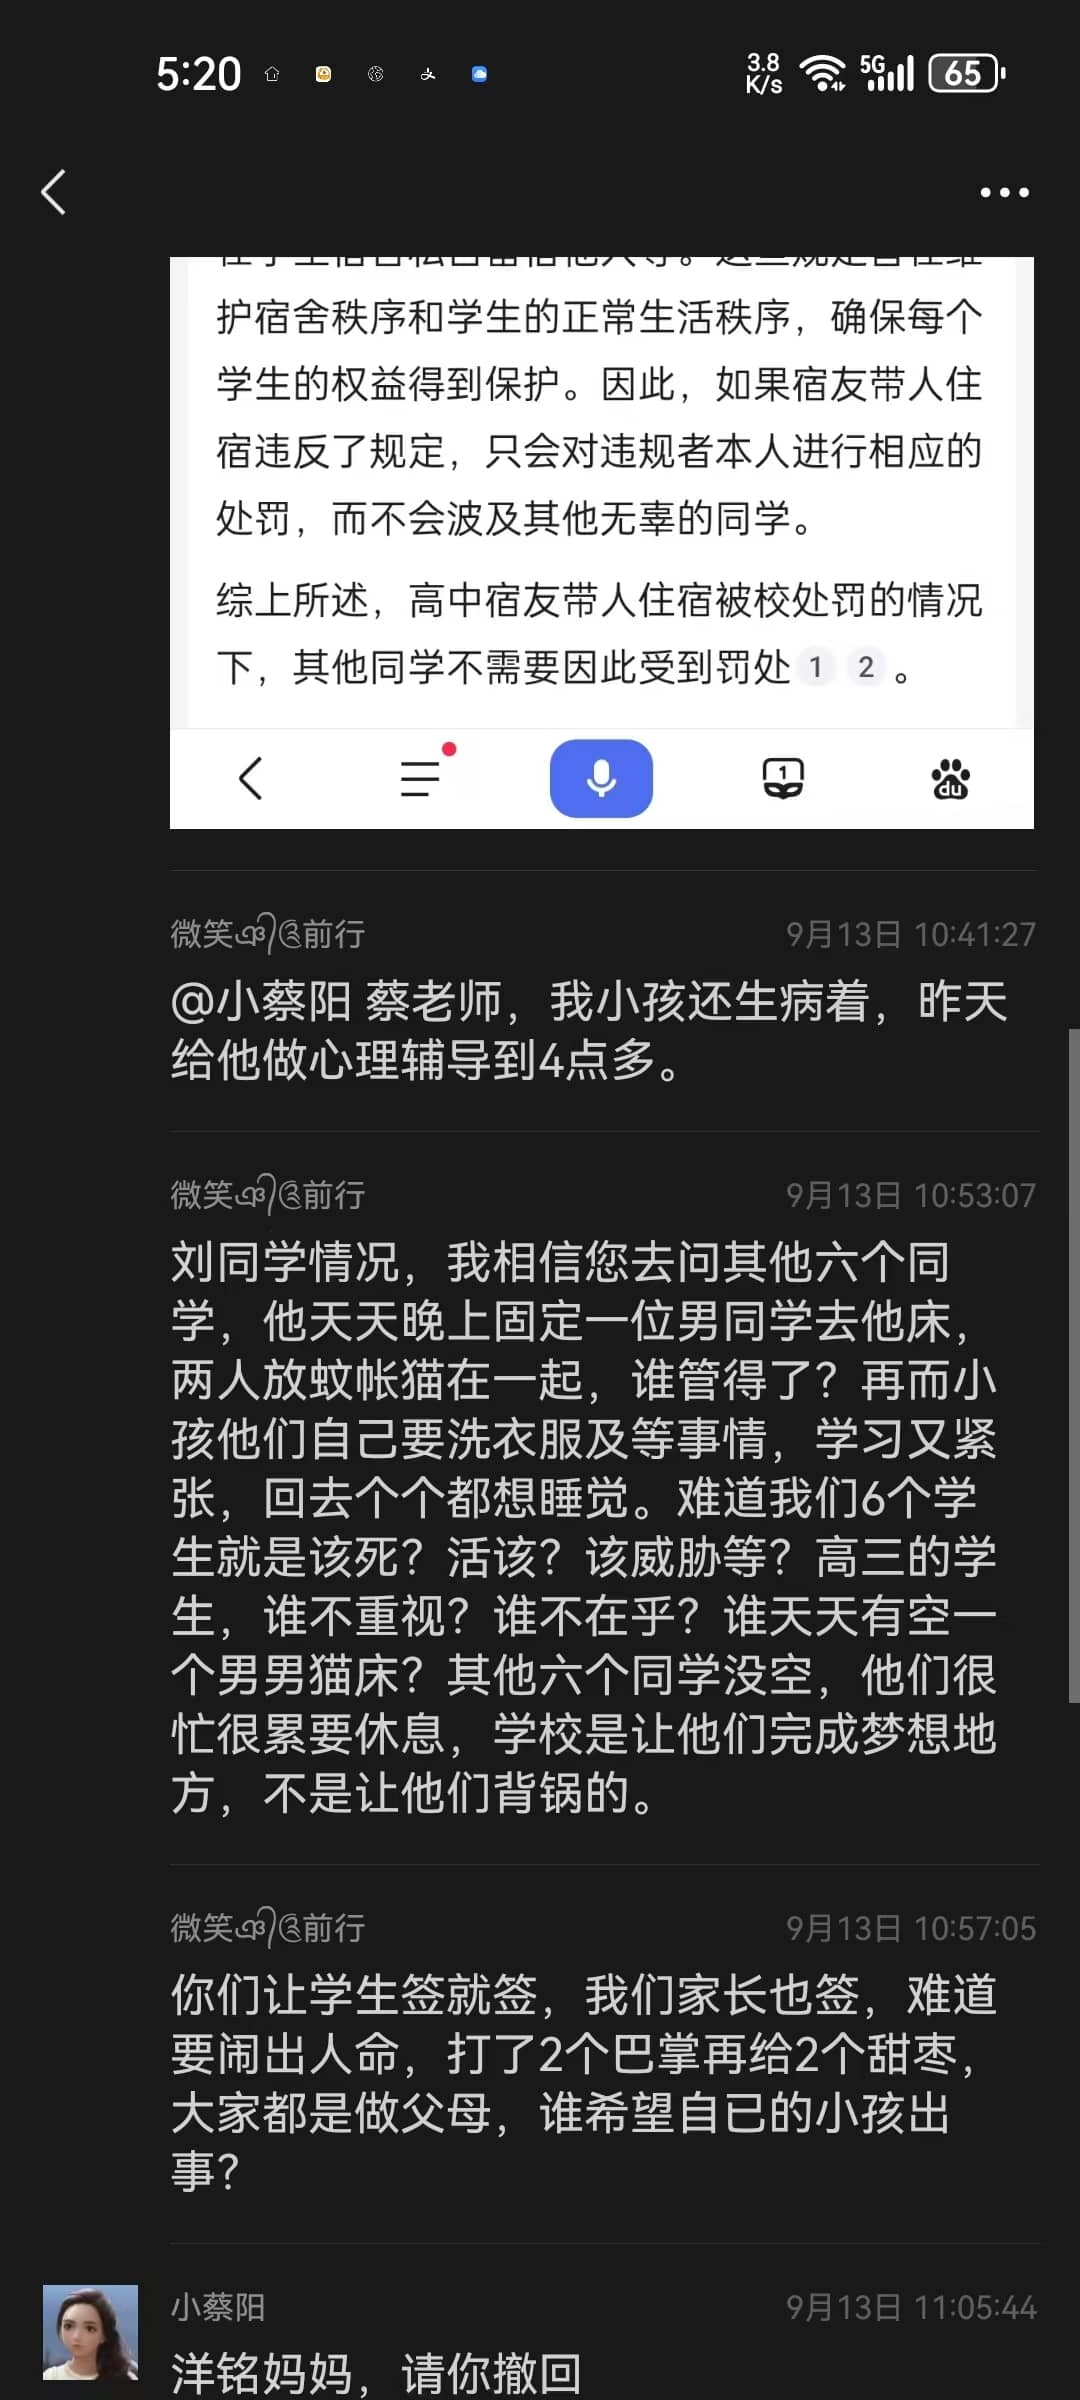 5:20
3.8
K/s
5G
65
护宿舍秩序和学生的正常生活秩序，确保每个
学生的权益得到保护。因此，如果宿友带人住
宿违反了规定，只会对违规者本人进行相应的
处罚，而不会波及其他无辜的同学。
综上所述，高中宿友带人住宿被校处罚的情况
下，其他同学不需要因此受到罚处 1 2 。
1
du
微笑 前行 9月13日 10:41:27
@小蔡阳 蔡老师，我小孩还生病着，昨天
给他做心理辅导到4点多。
微笑 前行 9月13日 10:53:07
刘同学情况，我相信您去问其他六个同
学，他天天晚上固定一位男同学去他床，
两人放蚊帐猫在一起，谁管得了？再而小
孩他们自己要洗衣服及等事情，学习又紧
张，回去个个都想睡觉。难道我们6个学
生就是该死？活该？该威胁等？高三的学
生，谁不重视？谁不在乎？谁天天有空一
个男男猫床？其他六个同学没空，他们很
忙很累要休息，学校是让他们完成梦想地
方，不是让他们背锅的。
微笑 前行 9月13日 10:57:05
你们让学生签就签，我们家长也签，难道
要闹出人命，打了2个巴掌再给2个甜枣，
大家都是做父母，谁希望自已的小孩出
事？
小蔡阳 9月13日 11:05:44
洋铭妈妈，请你撤回